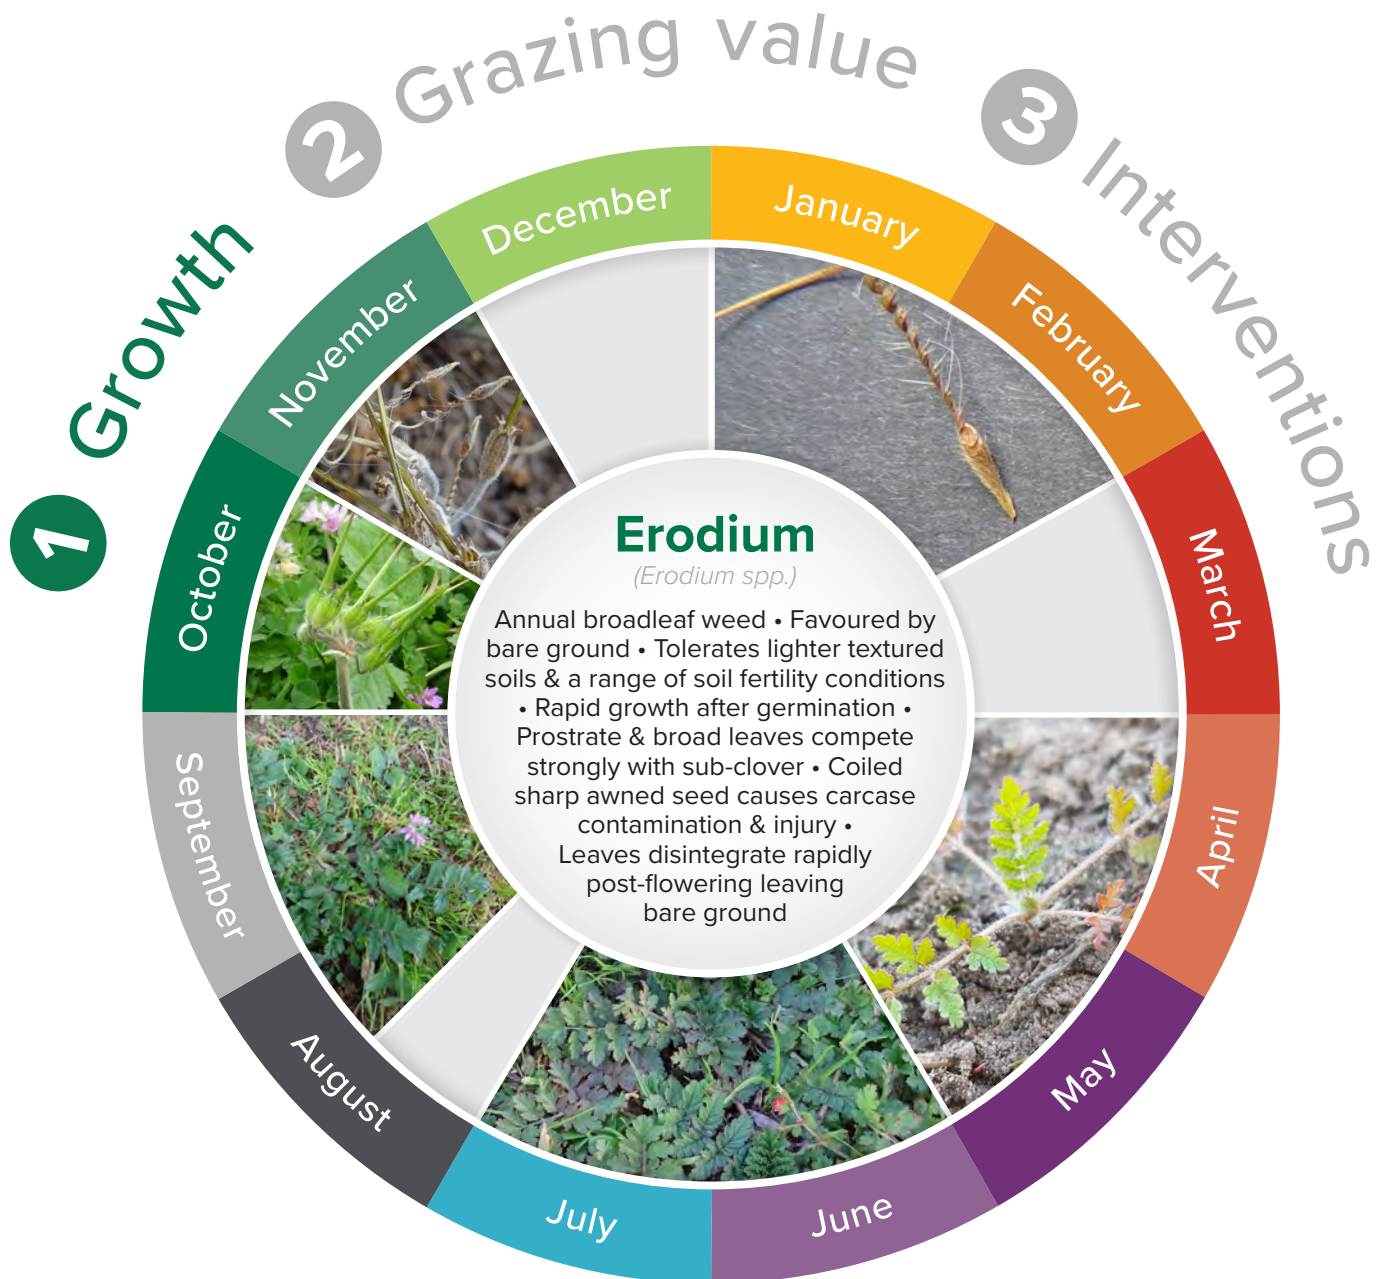 1 Growth
2 Grazing value
3 Interventions
January
February
March
April
May
June
July
August
September
October
November
December
Erodium
(Erodium spp.)
Annual broadleaf weed • Favoured by
bare ground • Tolerates lighter textured
soils & a range of soil fertility conditions
• Rapid growth after germination •
Prostrate & broad leaves compete
strongly with sub-clover • Coiled
sharp awned seed causes carcase
contamination & injury •
Leaves disintegrate rapidly
post-flowering leaving
bare ground